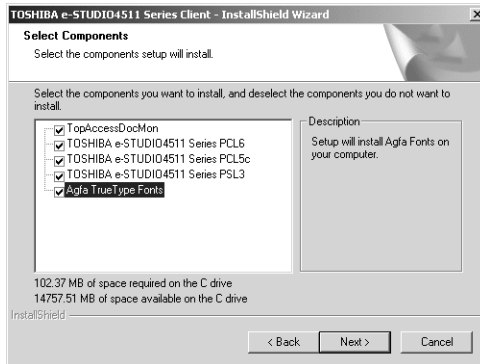 TOSHIBA e-STUDIO4511 Series Client - InstallShield Wizard
Select Components
Select the components setup will install.
Select the components you want to install, and deselect the components you do not want to
install.
TopAccessDocMon
TOSHIBA e-STUDIO4511 Series PCL6
TOSHIBA e-STUDIO4511 Series PCL5c
TOSHIBA e-STUDIO4511 Series PSL3
Agfa TrueType Fonts
Description
Setup will install Agfa Fonts on
your computer.
102.37 MB of space required on the C drive
14757.51 MB of space available on the C drive
InstallShield
< Back
Next >
Cancel